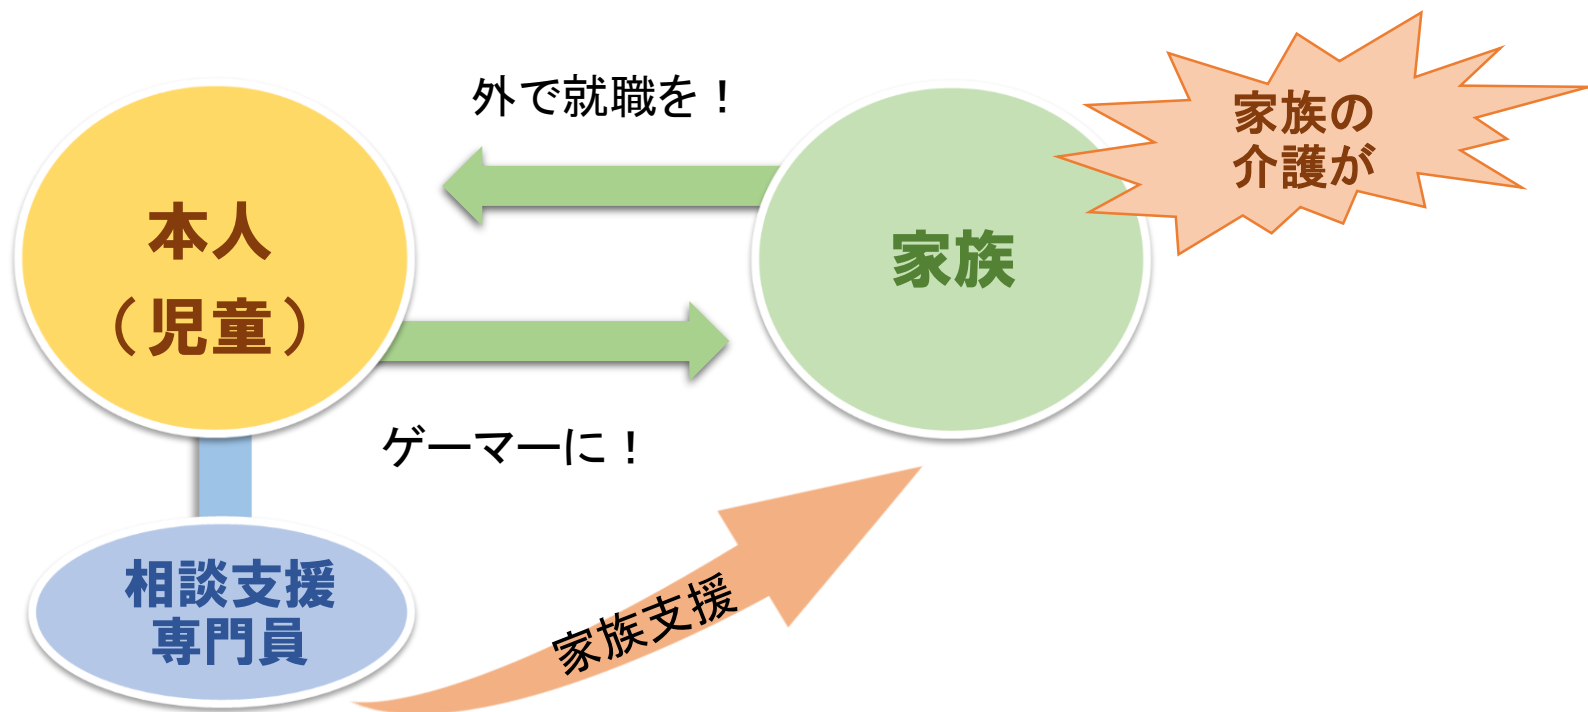 外で就職を！
家族の
介護が
本人
（児童）
家族
ゲーマーに！
相談支援
専門員
家族支援